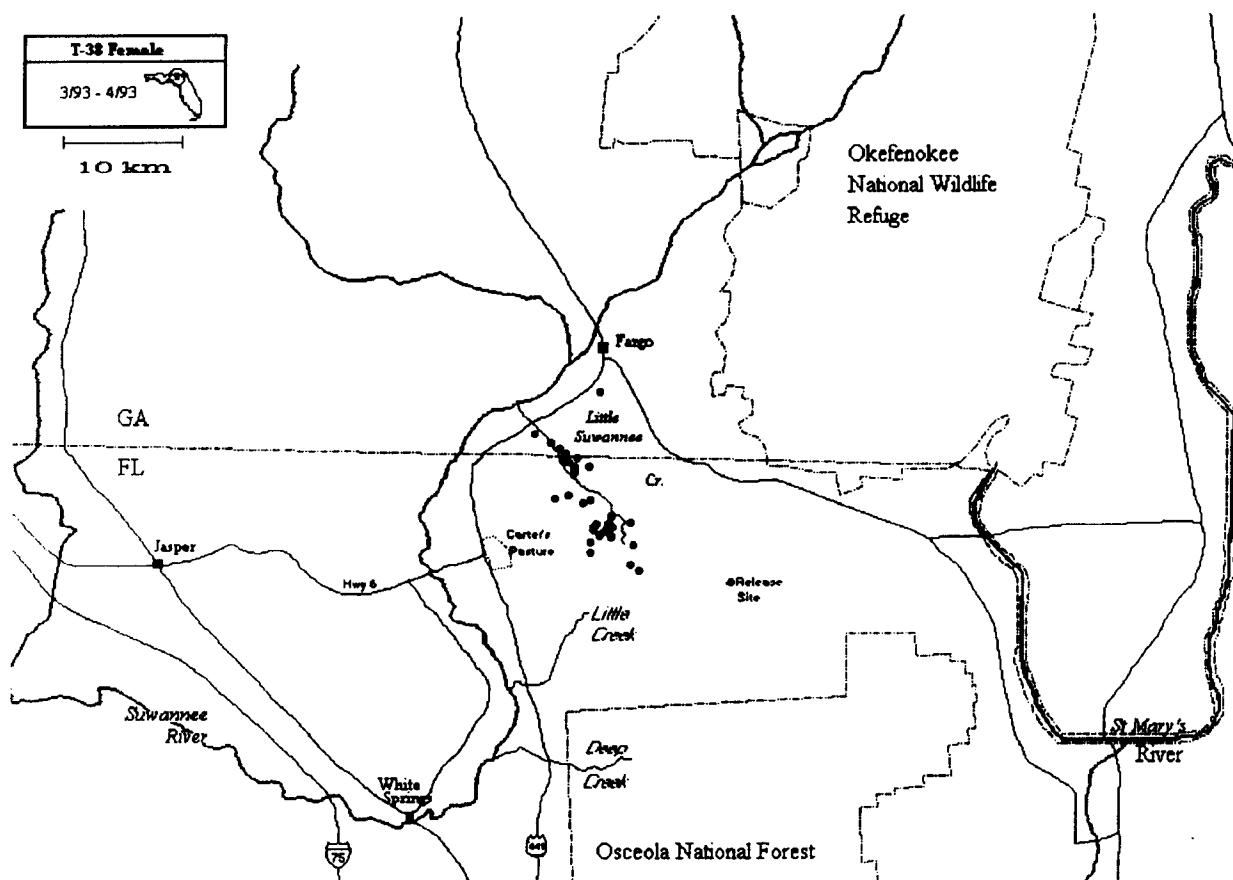 T-38 Female
3/93 - 4/93
10 km
Okefenokee
National Wildlife
Refuge
Fargo
GA
FL
Little
Suwannee
Cr.
Jasper
Hwy 6
Carter's
Pasture
Release
Site
Little
Creek
Suwannee
River
Deep
Creek
White
Springs
St Mary's
River
75
441
Osceola National Forest